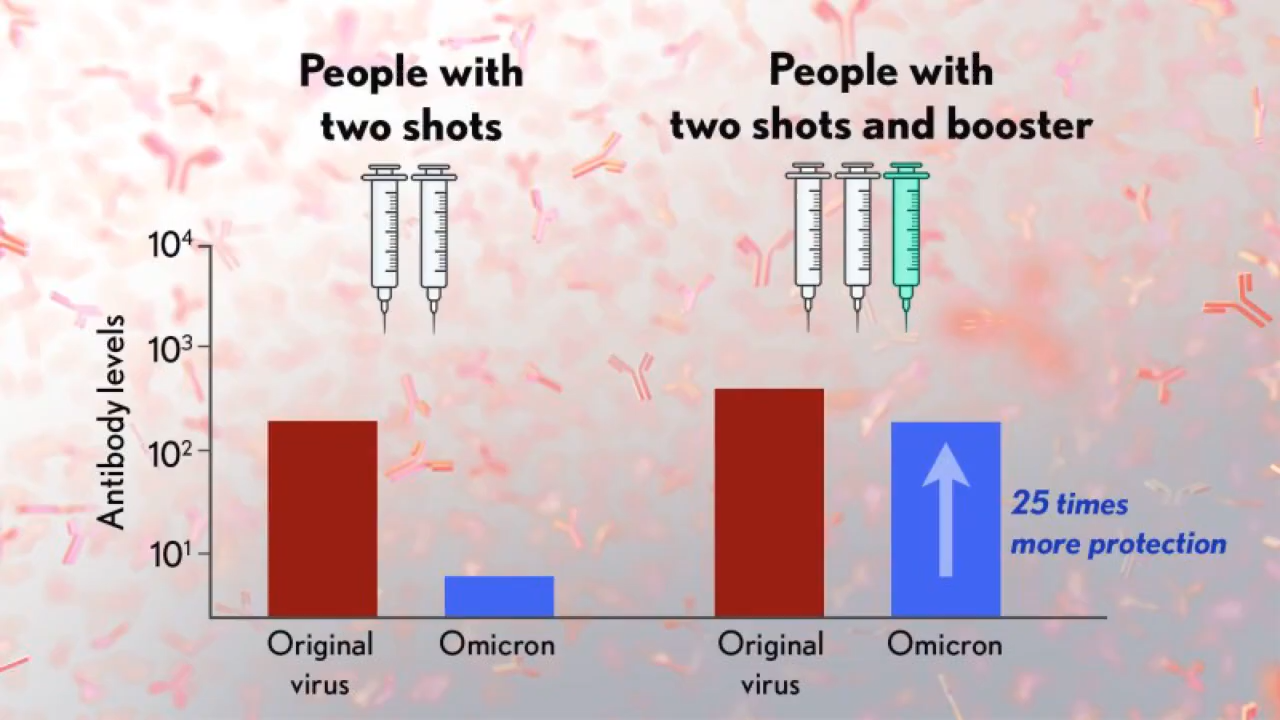 People with
two shots
People with
two shots and booster
Antibody levels
10⁴
10³
10²
10¹
25 times
more protection
Original
virus
Omicron
Original
virus
Omicron